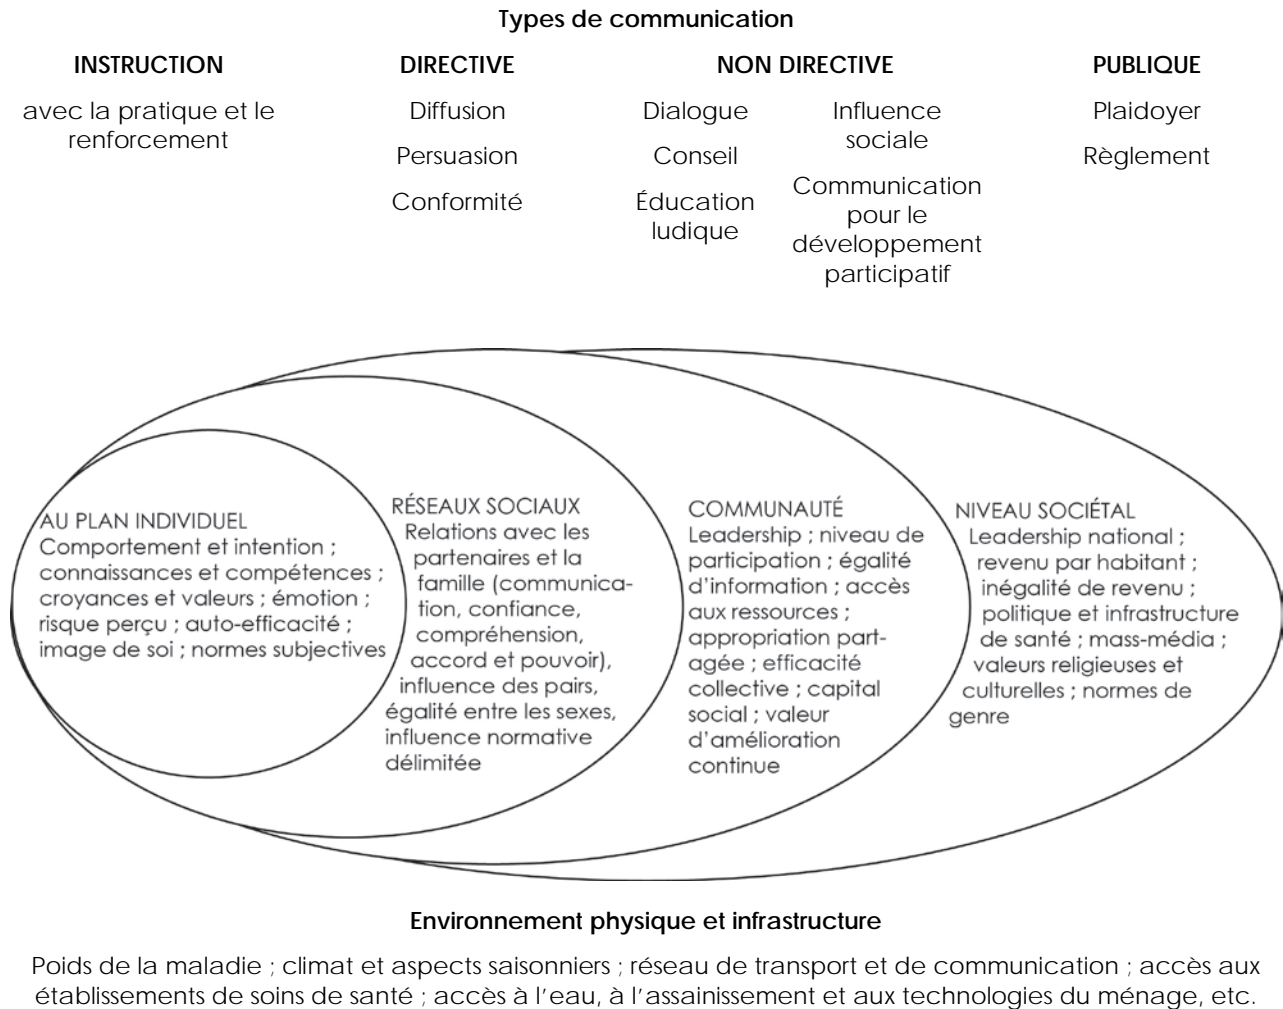 Types de communication
INSTRUCTION
avec la pratique et le
renforcement
DIRECTIVE
Diffusion
Persuasion
Conformité
NON DIRECTIVE
Dialogue
Conseil
Éducation
ludique
Influence
sociale
Communication
pour le
développement
participatif
PUBLIQUE
Plaidoyer
Règlement
AU PLAN INDIVIDUEL
Comportement et intention ;
connaissances et compétences ;
croyances et valeurs ; émotion ;
risque perçu ; auto-efficacité ;
image de soi ; normes subjectives
RÉSEAUX SOCIAUX
Relations avec les
partenaires et la
famille (communica-
tion, confiance,
compréhension,
accord et pouvoir),
influence des pairs,
égalité entre les sexes,
influence normative
délimitée
COMMUNAUTÉ
Leadership ; niveau de
participation ; égalité
d'information ; accès
aux ressources ;
appropriation part-
agée ; efficacité
collective ; capital
social ; valeur
d'amélioration
continue
NIVEAU SOCIÉTAL
Leadership national ;
revenu par habitant ;
inégalité de revenu ;
politique et infrastructure
de santé ; mass-média ;
valeurs religieuses et
culturelles ; normes de
genre
Environnement physique et infrastructure
Poids de la maladie ; climat et aspects saisonniers ; réseau de transport et de communication ; accès aux
établissements de soins de santé ; accès à l'eau, à l'assainissement et aux technologies du ménage, etc.